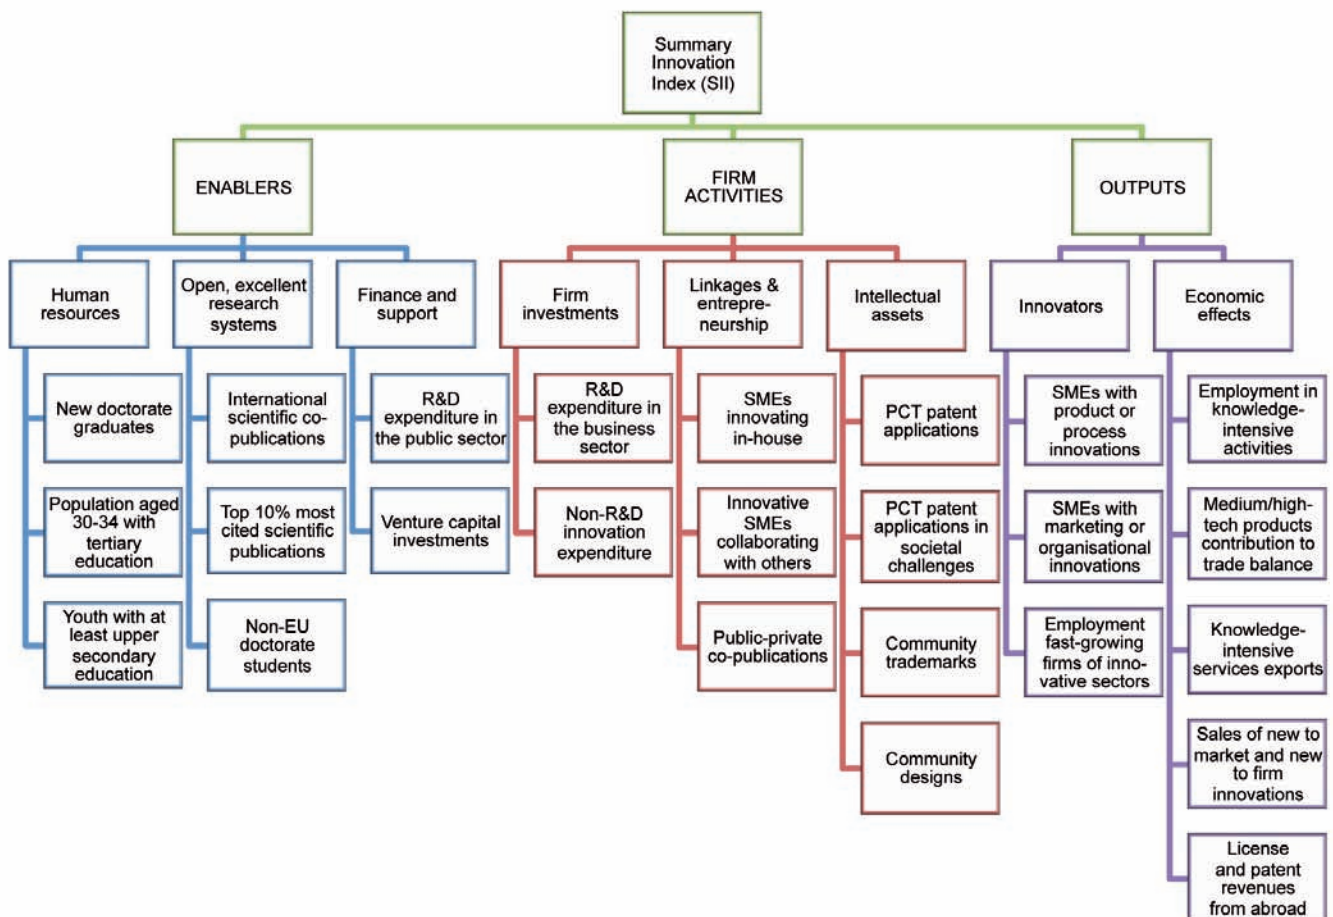 Summary
Innovation
Index (SII)
ENABLERS
FIRM
ACTIVITIES
OUTPUTS
Human
resources
Open, excellent
research
systems
Finance and
support
Firm
investments
Linkages &
entrepre-
neurship
Intellectual
assets
Innovators
Economic
effects
New doctorate
graduates
Population aged
30-34 with
tertiary
education
Youth with at
least upper
secondary
education
International
scientific co-
publications
Top 10% most
cited scientific
publications
Non-EU
doctorate
students
R&D
expenditure in
the public sector
Venture capital
investments
R&D
expenditure in
the business
sector
Non-R&D
innovation
expenditure
SMEs
innovating
in-house
Innovative
SMEs
collaborating
with others
Public-private
co-publications
PCT patent
applications
PCT patent
applications in
societal
challenges
Community
trademarks
Community
designs
SMEs with
product or
process
innovations
SMEs with
marketing or
organisational
innovations
Employment
fast-growing
firms of inno-
vative sectors
Employment in
knowledge-
intensive
activities
Medium/high-
tech products
contribution to
trade balance
Knowledge-
intensive
services exports
Sales of new to
market and new
to firm
innovations
License
and patent
revenues
from abroad